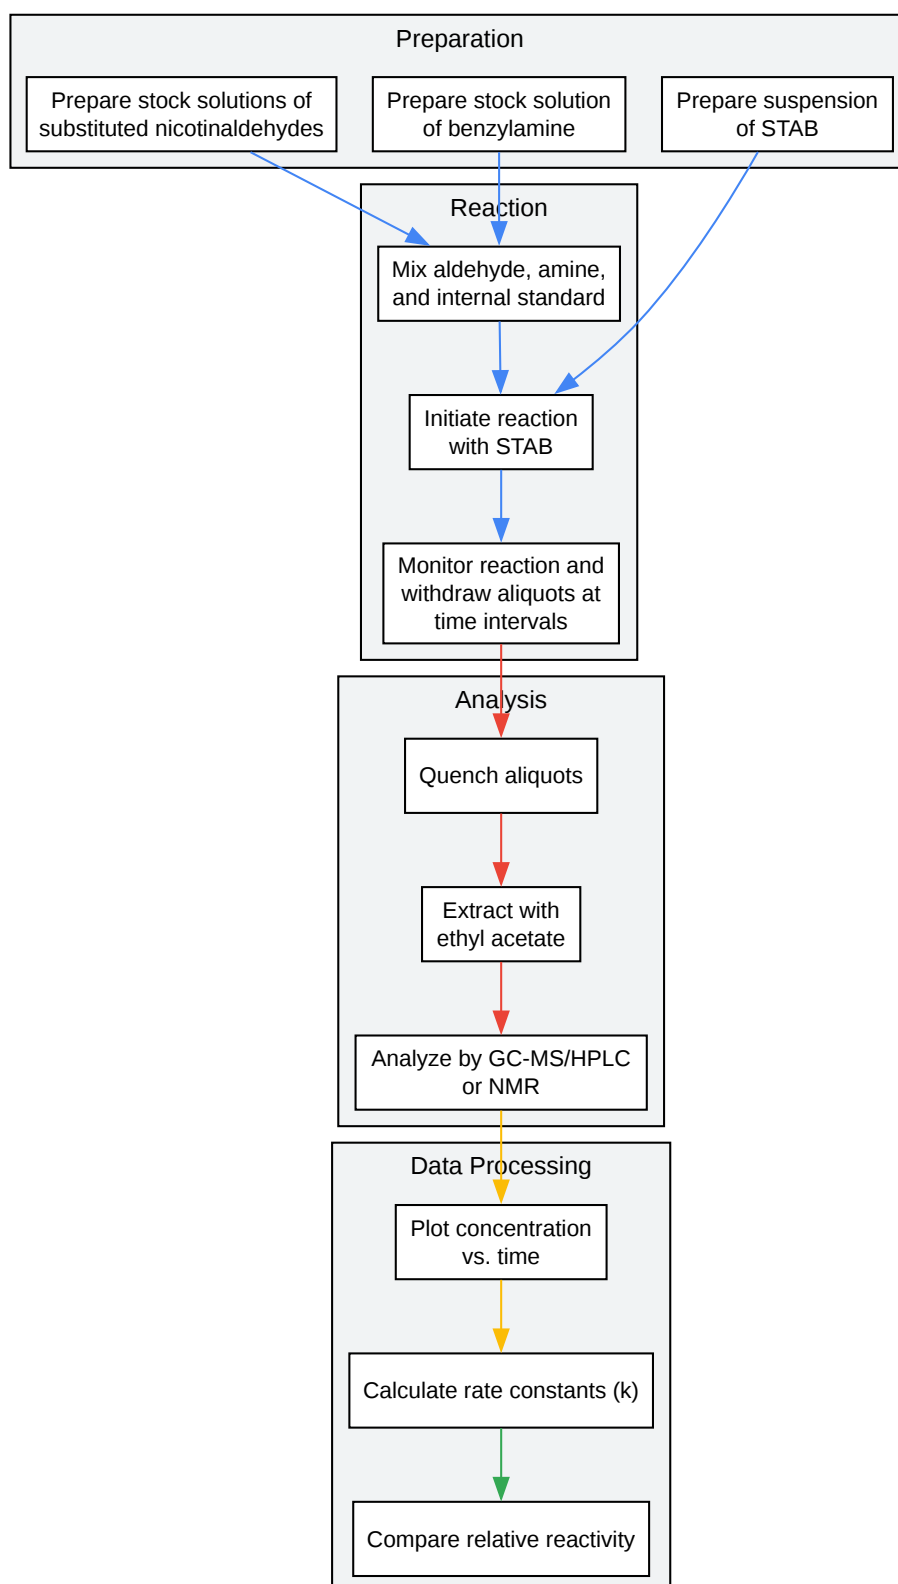 Preparation
Prepare stock solutions of
substituted nicotinaldehydes
Prepare stock solution
of benzylamine
Prepare suspension
of STAB
Reaction
Mix aldehyde, amine,
and internal standard
Initiate reaction
with STAB
Monitor reaction and
withdraw aliquots at
time intervals
Analysis
Quench aliquots
Extract with
ethyl acetate
Analyze by GC-MS/HPLC
or NMR
Data Processing
Plot concentration
vs. time
Calculate rate constants (k)
Compare relative reactivity